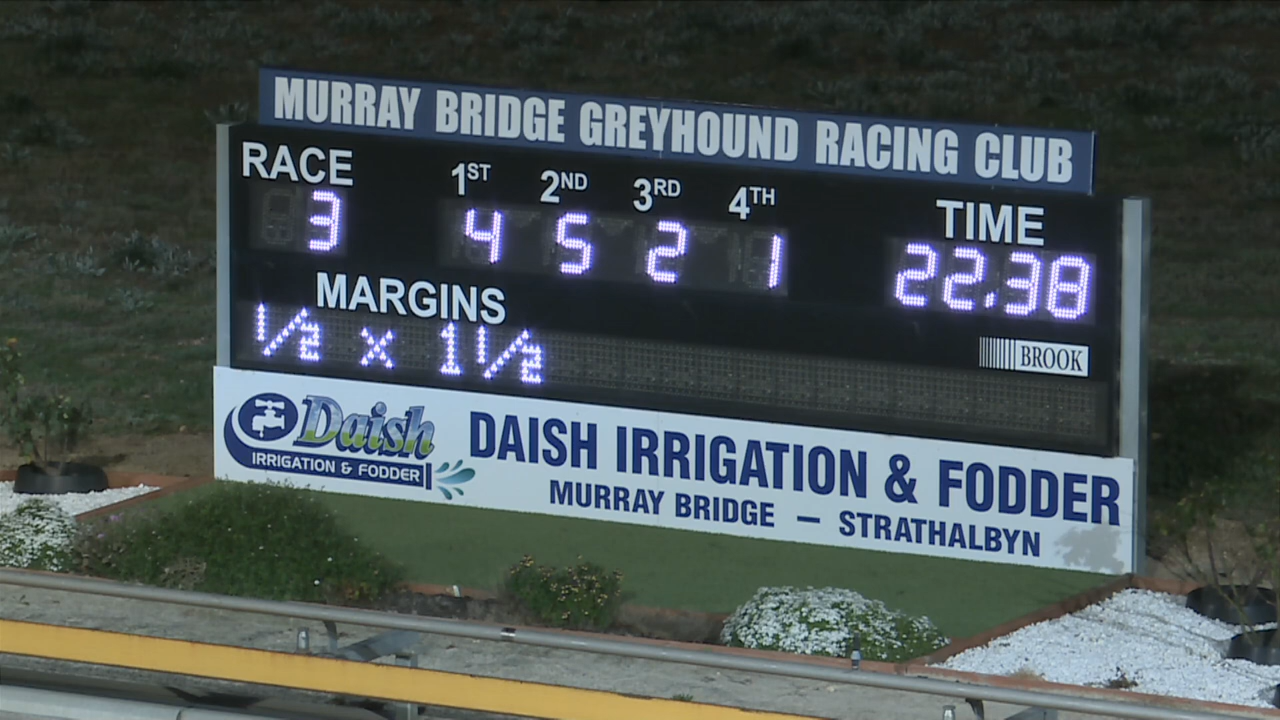 MURRAY BRIDGE GREYHOUND RACING CLUB
RACE 1ST 2ND 3RD 4TH TIME
3 4 5 2 1 22.38
MARGINS
1/2 X 1 1/2
BROOK
Daish
IRRIGATION & FODDER
DAISH IRRIGATION & FODDER
MURRAY BRIDGE – STRATHALBYN